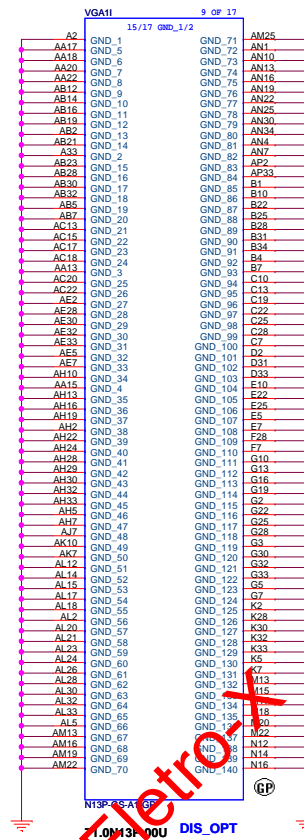 VGA1I 9 OF 17
15/17 GND_1/2
A2 GND_1 GND_71 AM25
AA17 GND_5 GND_72 AN1
AA18 GND_6 GND_73 AN10
AA20 GND_7 GND_74 AN13
AA22 GND_8 GND_75 AN16
AB12 GND_9 GND_76 AN19
AB14 GND_10 GND_77 AN22
AB16 GND_11 GND_78 AN25
AB19 GND_12 GND_79 AN30
AB2 GND_13 GND_80 AN34
AB21 GND_14 GND_81 AN4
A33 GND_2 GND_82 AN7
AB23 GND_15 GND_83 AP2
AB28 GND_16 GND_84 AP33
AB30 GND_17 GND_85 B1
AB32 GND_18 GND_86 B10
AB5 GND_19 GND_87 B22
AB7 GND_20 GND_88 B25
AC13 GND_21 GND_89 B28
AC15 GND_22 GND_90 B31
AC17 GND_23 GND_91 B34
AC18 GND_24 GND_92 B4
AA13 GND_3 GND_93 B7
AC20 GND_25 GND_94 C10
AC22 GND_26 GND_95 C13
AE2 GND_27 GND_96 C19
AE28 GND_28 GND_97 C22
AE30 GND_29 GND_98 C25
AE32 GND_30 GND_99 C28
AE33 GND_31 GND_100 C7
AE5 GND_32 GND_101 D2
AE7 GND_33 GND_102 D31
AH10 GND_34 GND_103 D33
AA15 GND_4 GND_104 E10
AH13 GND_35 GND_105 E22
AH16 GND_36 GND_106 E25
AH19 GND_37 GND_107 E5
AH2 GND_38 GND_108 E7
AH22 GND_39 GND_109 F28
AH24 GND_40 GND_110 F7
AH28 GND_41 GND_111 G10
AH29 GND_42 GND_112 G13
AH30 GND_43 GND_113 G16
AH32 GND_44 GND_114 G19
AH33 GND_45 GND_115 G2
AH5 GND_46 GND_116 G22
AH7 GND_47 GND_117 G25
AJ7 GND_48 GND_118 G28
AK10 GND_49 GND_119 G3
AK7 GND_50 GND_120 G30
AL12 GND_51 GND_121 G32
AL14 GND_52 GND_122 G33
AL15 GND_53 GND_123 G5
AL17 GND_54 GND_124 G7
AL18 GND_55 GND_125 K2
AL2 GND_56 GND_126 K28
AL20 GND_57 GND_127 K30
AL21 GND_58 GND_128 K32
AL23 GND_59 GND_129 K33
AL24 GND_60 GND_130 K5
AL26 GND_61 GND_131 K7
AL28 GND_62 GND_132 M13
AL30 GND_63 GND_133 M15
AL32 GND_64 GND_134
AL33 GND_65 GND_135 M18
AL5 GND_66 GND_136 M20
AM13 GND_67 GND_137 M22
AM16 GND_68 GND_138 N12
AM19 GND_69 GND_139 N14
AM22 GND_70 GND_140 N16
GP
N13P-GS-A1-GP
71.0N13P.00U DIS_OPT